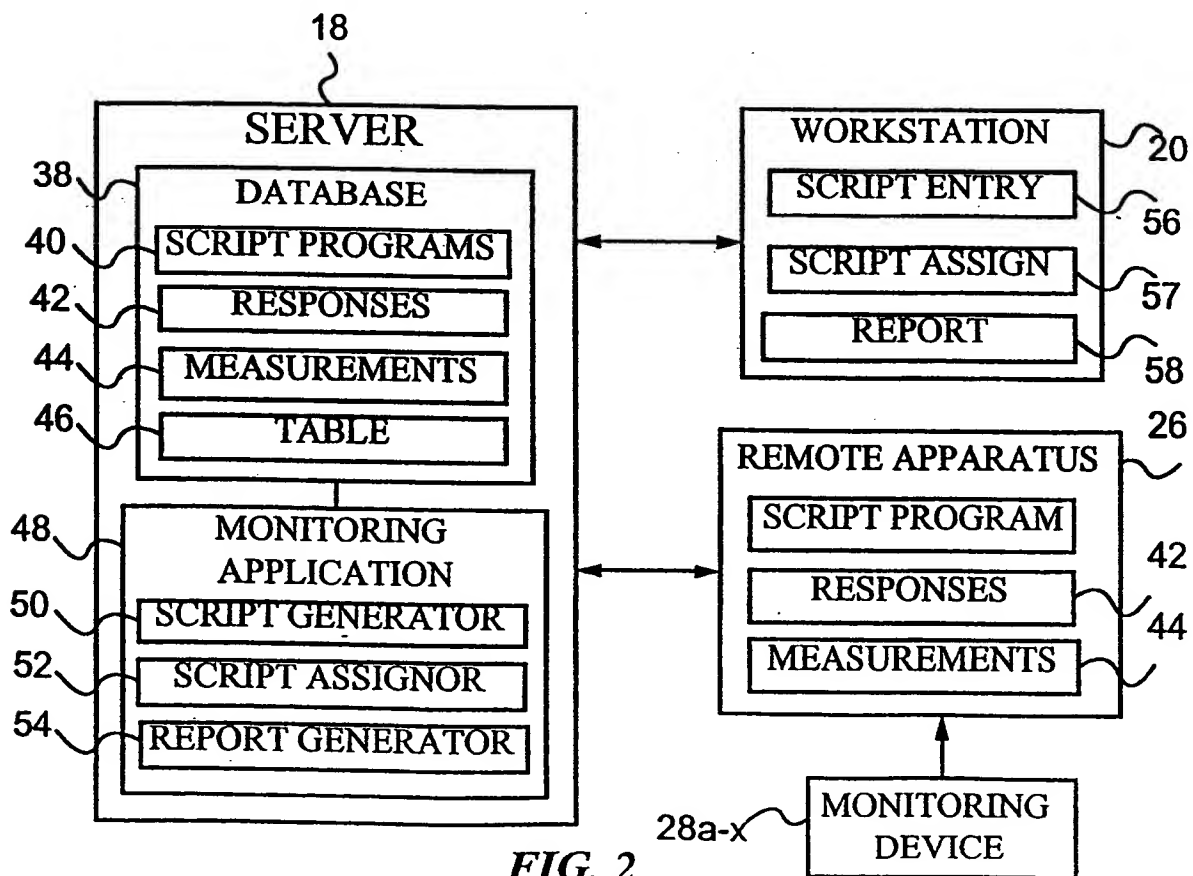 18
SERVER
38
DATABASE
40
SCRIPT PROGRAMS
42
RESPONSES
44
MEASUREMENTS
46
TABLE
48
MONITORING
APPLICATION
50
SCRIPT GENERATOR
52
SCRIPT ASSIGNOR
54
REPORT GENERATOR
WORKSTATION
20
SCRIPT ENTRY
56
SCRIPT ASSIGN
57
REPORT
58
26
REMOTE APPARATUS
SCRIPT PROGRAM
42
RESPONSES
44
MEASUREMENTS
28a-x
MONITORING
DEVICE
FIG. 2